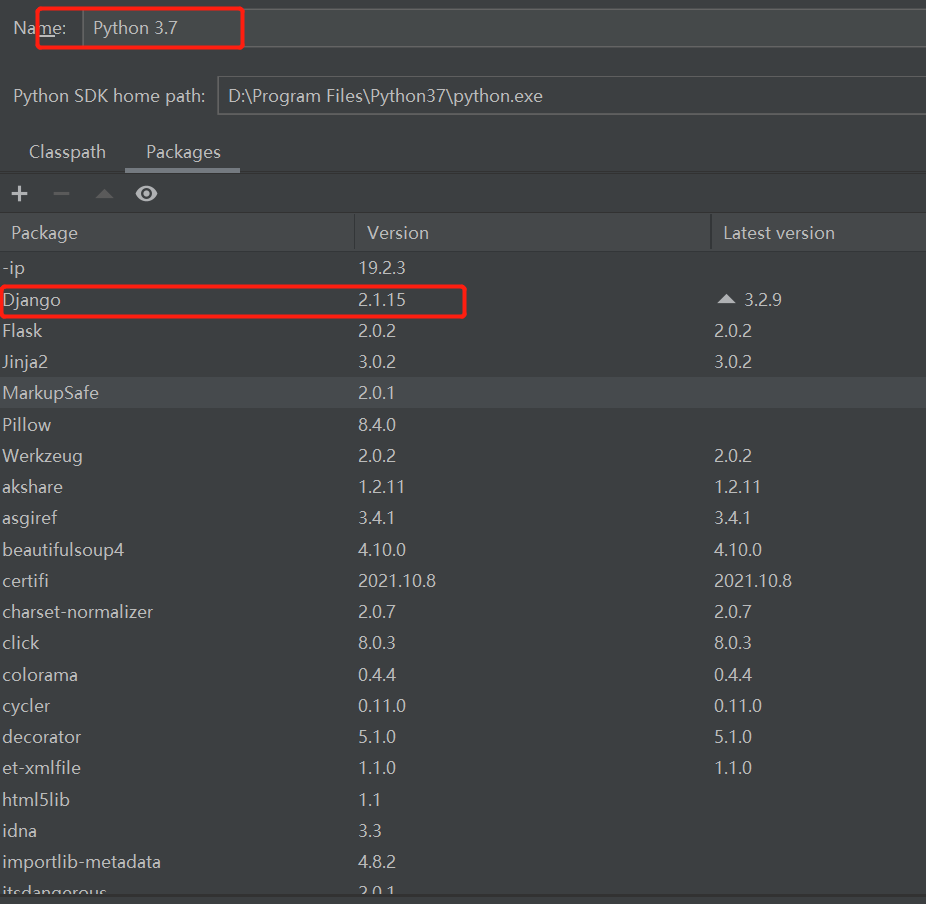 Name: Python 3.7
Python SDK home path: D:\Program Files\Python37\python.exe
Classpath Packages
Package Version Latest version
-ip 19.2.3
Django 2.1.15 3.2.9
Flask 2.0.2 2.0.2
Jinja2 3.0.2 3.0.2
MarkupSafe 2.0.1
Pillow 8.4.0
Werkzeug 2.0.2 2.0.2
akshare 1.2.11 1.2.11
asgiref 3.4.1 3.4.1
beautifulsoup4 4.10.0 4.10.0
certifi 2021.10.8 2021.10.8
charset-normalizer 2.0.7 2.0.7
click 8.0.3 8.0.3
colorama 0.4.4 0.4.4
cycler 0.11.0 0.11.0
decorator 5.1.0 5.1.0
et-xmlfile 1.1.0 1.1.0
html5lib 1.1
idna 3.3
importlib-metadata 4.8.2
itsdangerous 2.0.1